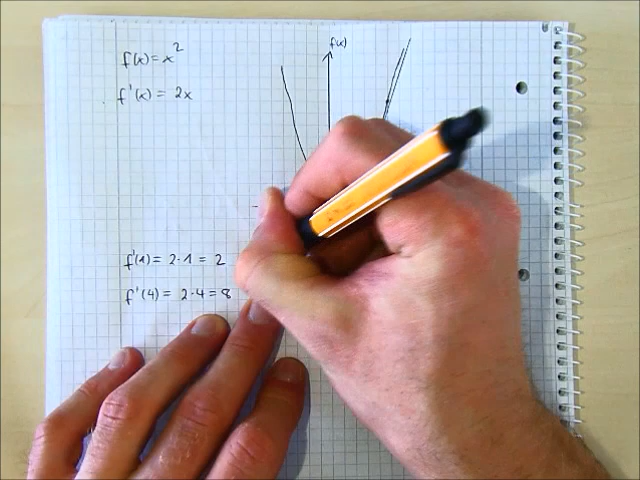 f(x) = x²
f(x)
f'(x) = 2x
f'(1) = 2·1 = 2
f'(4) = 2·4 = 8